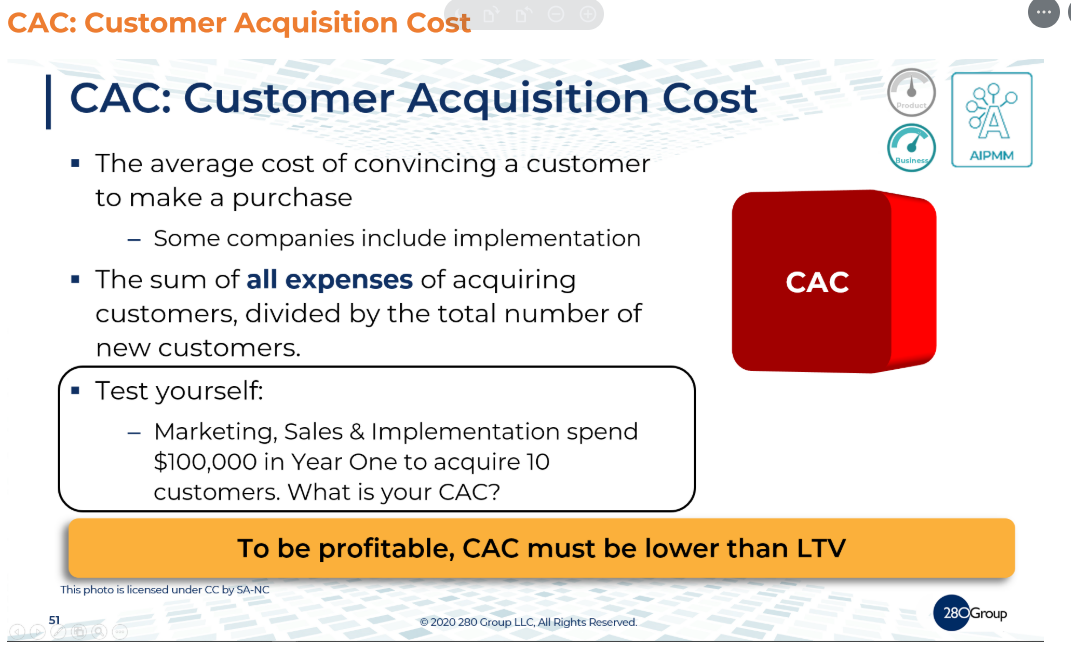 CAC: Customer Acquisition Cost
CAC: Customer Acquisition Cost
Product
Business
AIPMM
▪ The average cost of convincing a customer
to make a purchase
– Some companies include implementation
▪ The sum of all expenses of acquiring
customers, divided by the total number of
new customers.
CAC
▪ Test yourself:
– Marketing, Sales & Implementation spend
$100,000 in Year One to acquire 10
customers. What is your CAC?
To be profitable, CAC must be lower than LTV
This photo is licensed under CC by SA-NC
51
© 2020 280 Group LLC, All Rights Reserved.
280Group